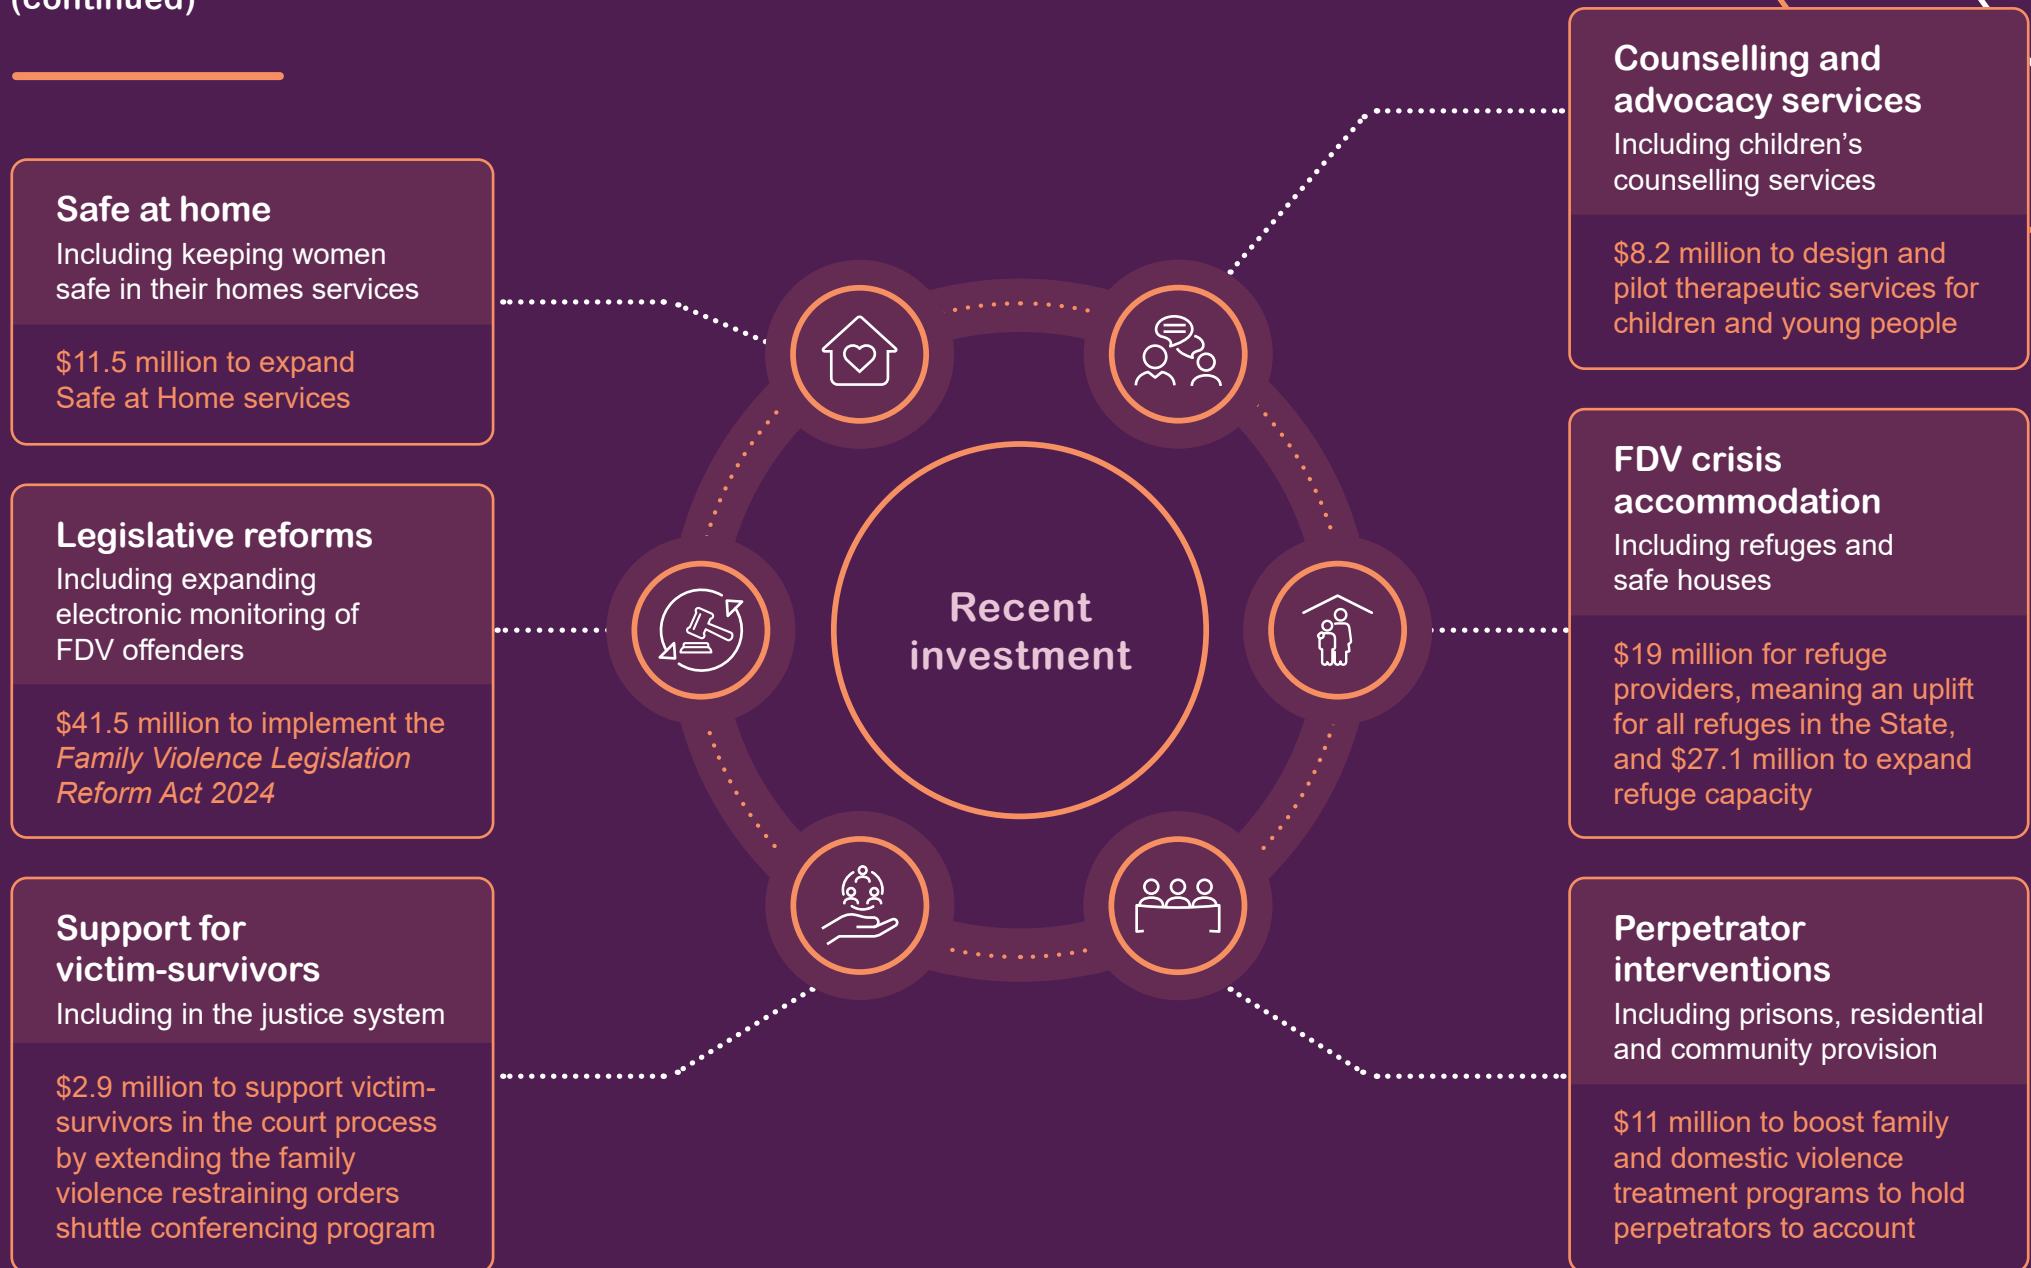 (continued)
Safe at home
Including keeping women
safe in their homes services
$11.5 million to expand
Safe at Home services
Legislative reforms
Including expanding
electronic monitoring of
FDV offenders
$41.5 million to implement the
Family Violence Legislation
Reform Act 2024
Support for
victim-survivors
Including in the justice system
$2.9 million to support victim-
survivors in the court process
by extending the family
violence restraining orders
shuttle conferencing program
Recent
investment
Counselling and
advocacy services
Including children’s
counselling services
$8.2 million to design and
pilot therapeutic services for
children and young people
FDV crisis
accommodation
Including refuges and
safe houses
$19 million for refuge
providers, meaning an uplift
for all refuges in the State,
and $27.1 million to expand
refuge capacity
Perpetrator
interventions
Including prisons, residential
and community provision
$11 million to boost family
and domestic violence
treatment programs to hold
perpetrators to account